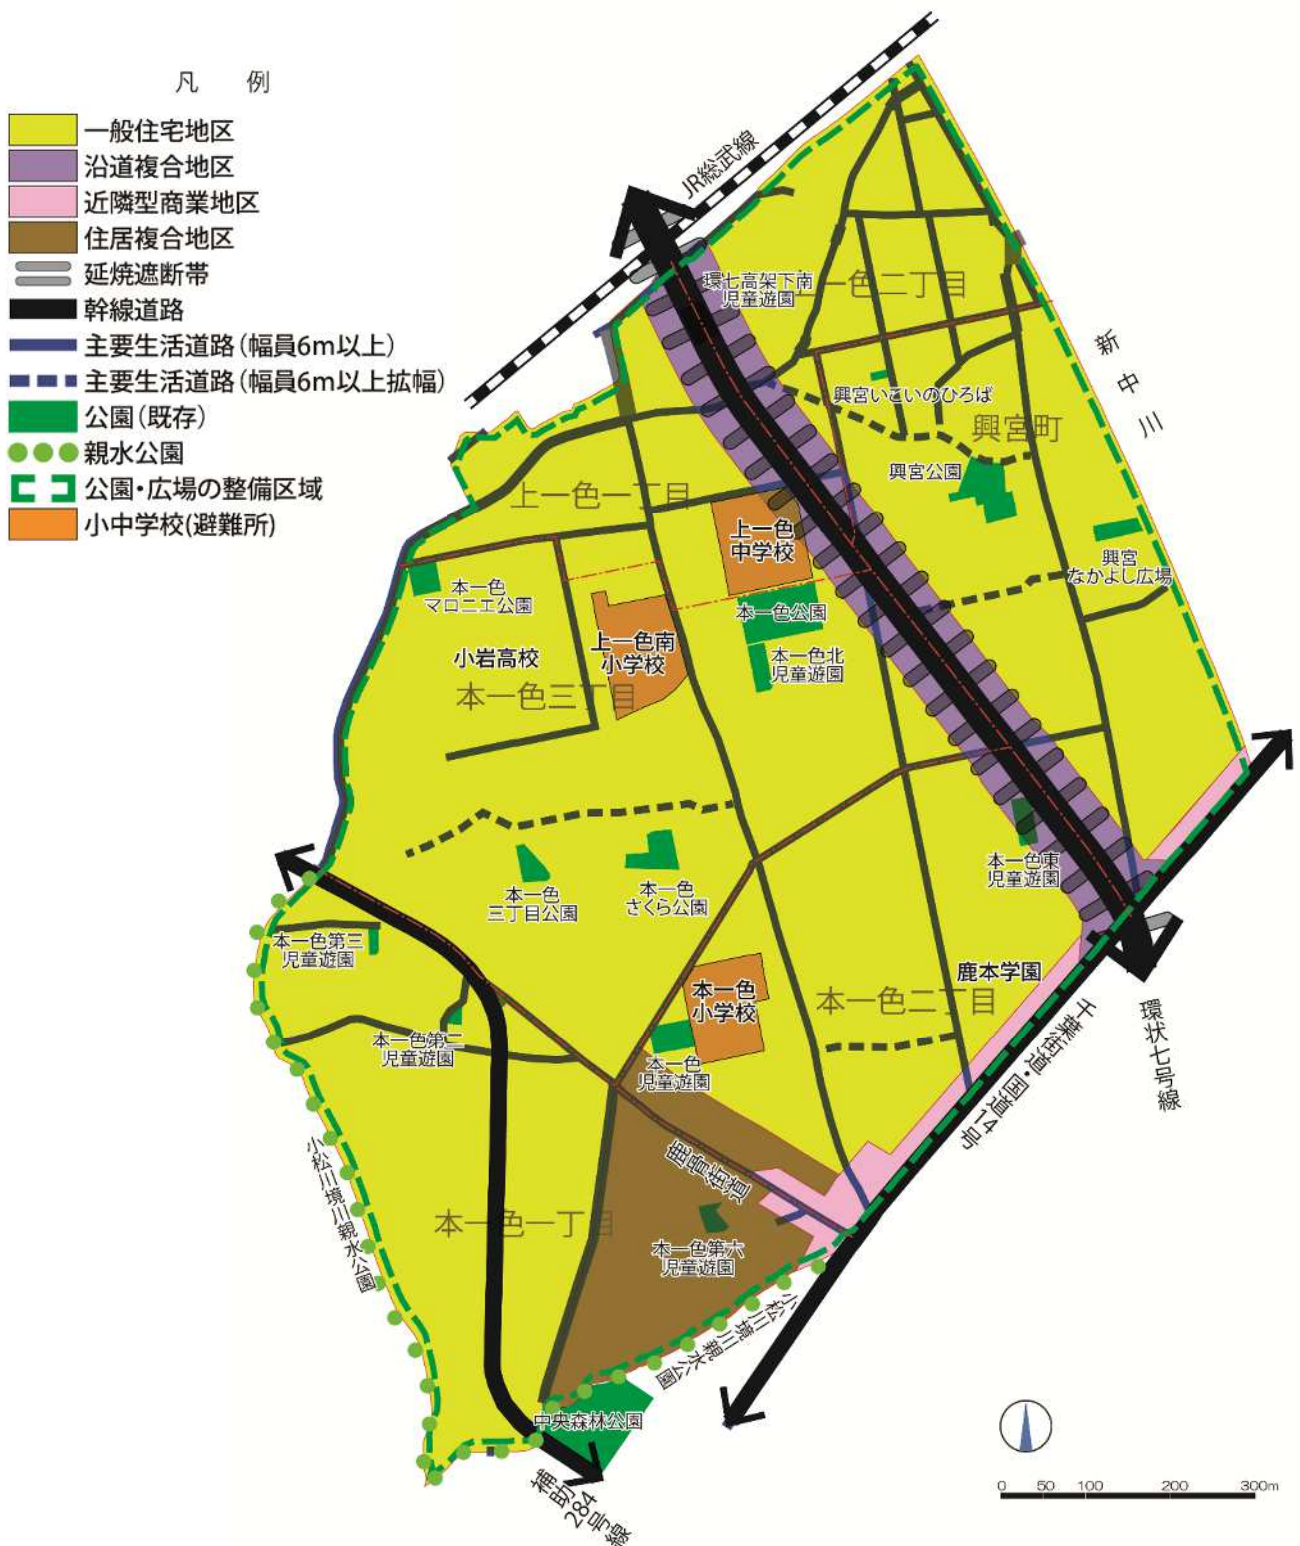 凡 例
一般住宅地区
沿道複合地区
近隣型商業地区
住居複合地区
延焼遮断帯
幹線道路
主要生活道路(幅員6m以上)
主要生活道路(幅員6m以上拡幅)
公園(既存)
親水公園
公園・広場の整備区域
小中学校(避難所)
JR総武線
環七高架下南
児童遊園
上一色二丁目
新中川
興宮いこいのひろば
興宮町
興宮公園
上一色一丁目
上一色
中学校
興宮
なかよし広場
本一色
マロニエ公園
本一色公園
小岩高校
上一色南
小学校
本一色北
児童遊園
本一色三丁目
本一色東
児童遊園
本一色
三丁目公園
本一色
さくら公園
本一色第三
児童遊園
鹿本学園
本一色
小学校
本一色二丁目
千葉街道・国道14号
環状七号線
本一色第二
児童遊園
本一色
児童遊園
鹿骨街道
小松川境川親水公園
本一色一丁目
本一色第六
児童遊園
小松川境川親水公園
中央森林公園
補助284号線
0 50 100 200 300m